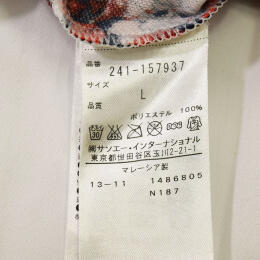 品番 241-157937
サイズ L
品質
ポリエステル 100%
㈱サンエー・インターナショナル
東京都世田谷区玉川2-21-1
マレーシア製
13-11 1486805
N187